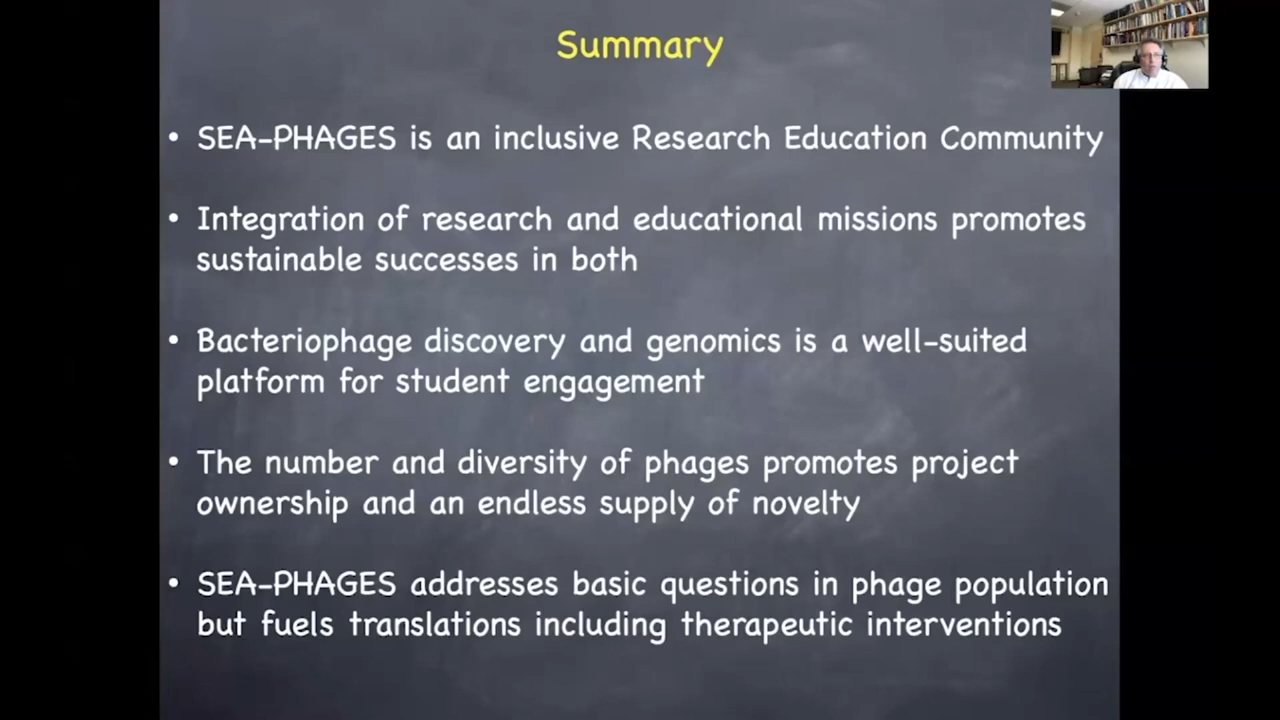 Summary
• SEA-PHAGES is an inclusive Research Education Community
• Integration of research and educational missions promotes
sustainable successes in both
• Bacteriophage discovery and genomics is a well-suited
platform for student engagement
• The number and diversity of phages promotes project
ownership and an endless supply of novelty
• SEA-PHAGES addresses basic questions in phage population
but fuels translations including therapeutic interventions